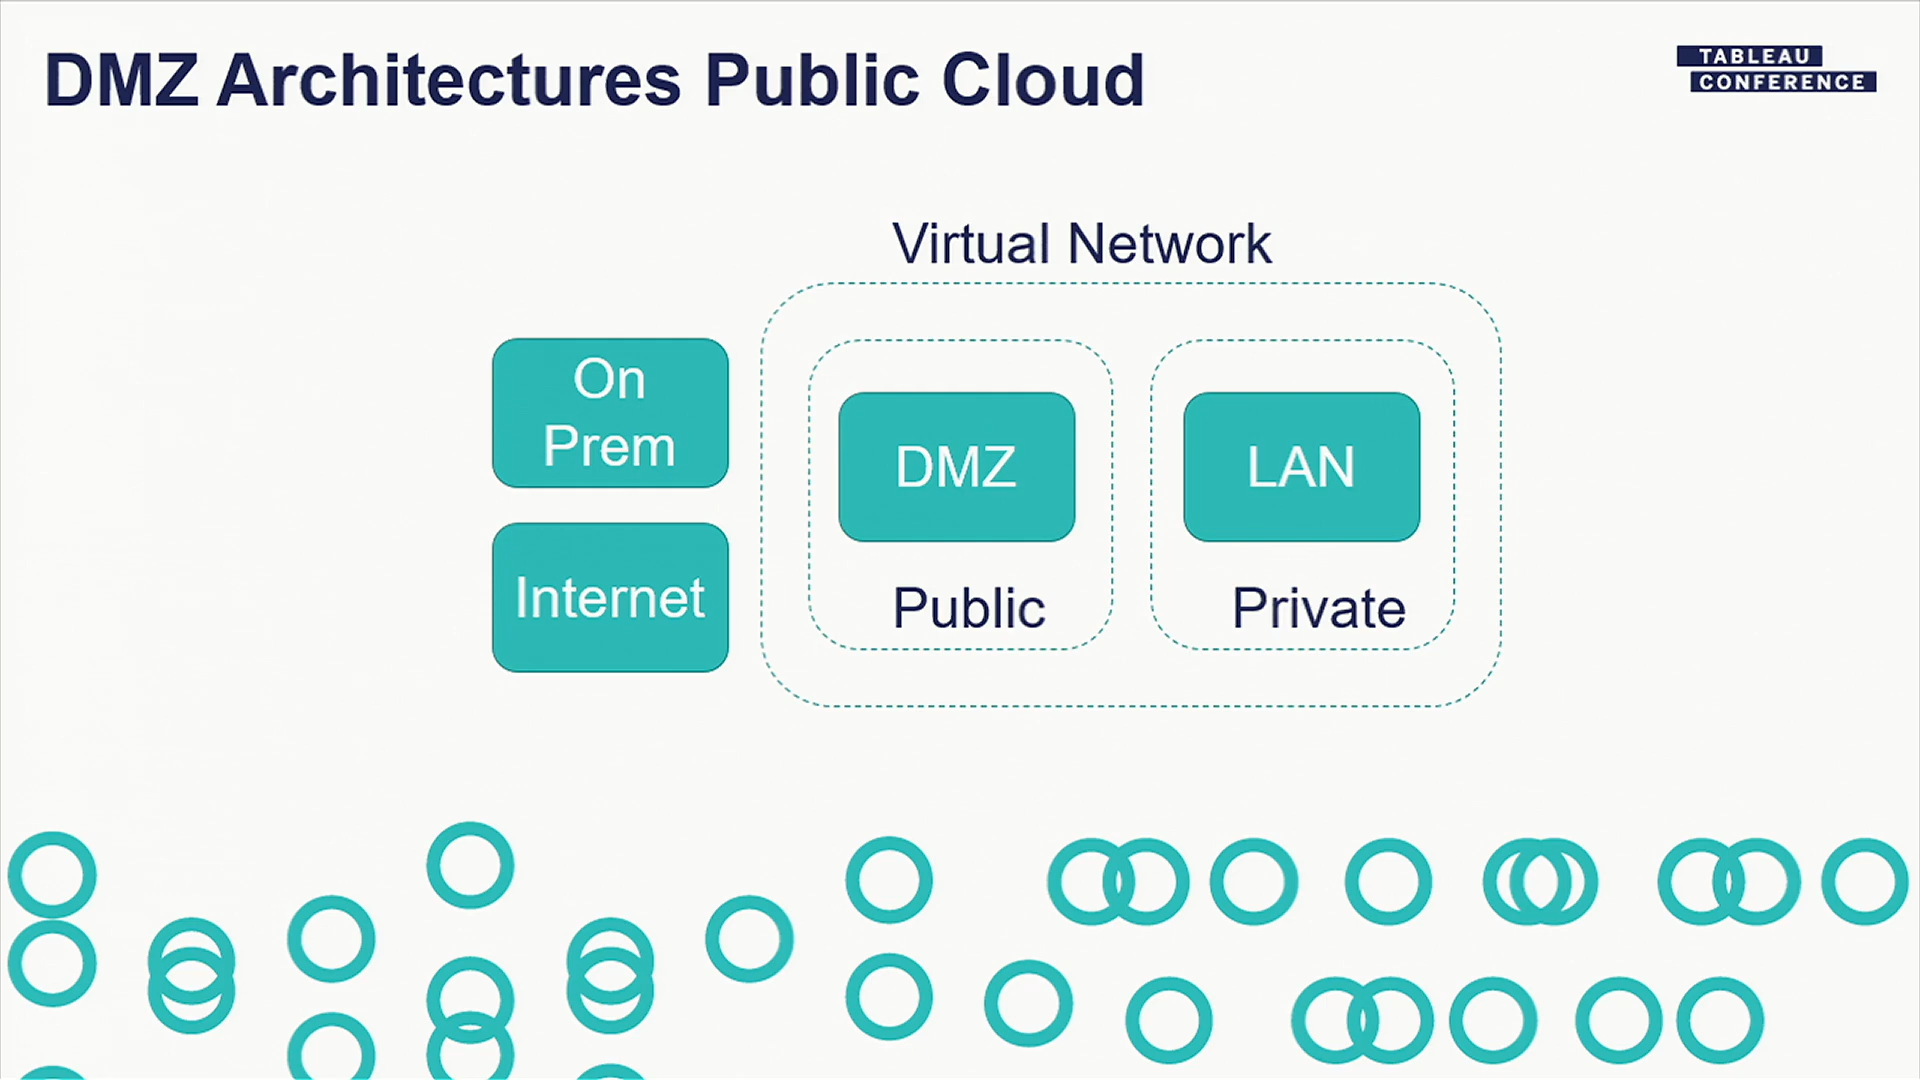 DMZ Architectures Public Cloud
TABLEAU
CONFERENCE
Virtual Network
On
Prem
Internet
DMZ
Public
LAN
Private